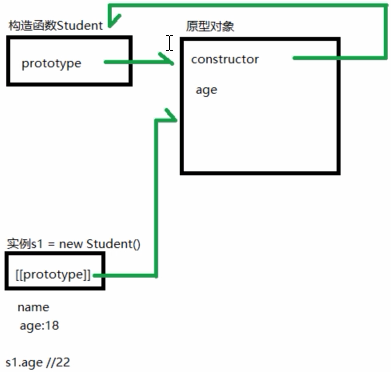 构造函数Student
prototype
原型对象
constructor
age
实例s1 = new Student()
[[prototype]]
name
age:18
s1.age //22